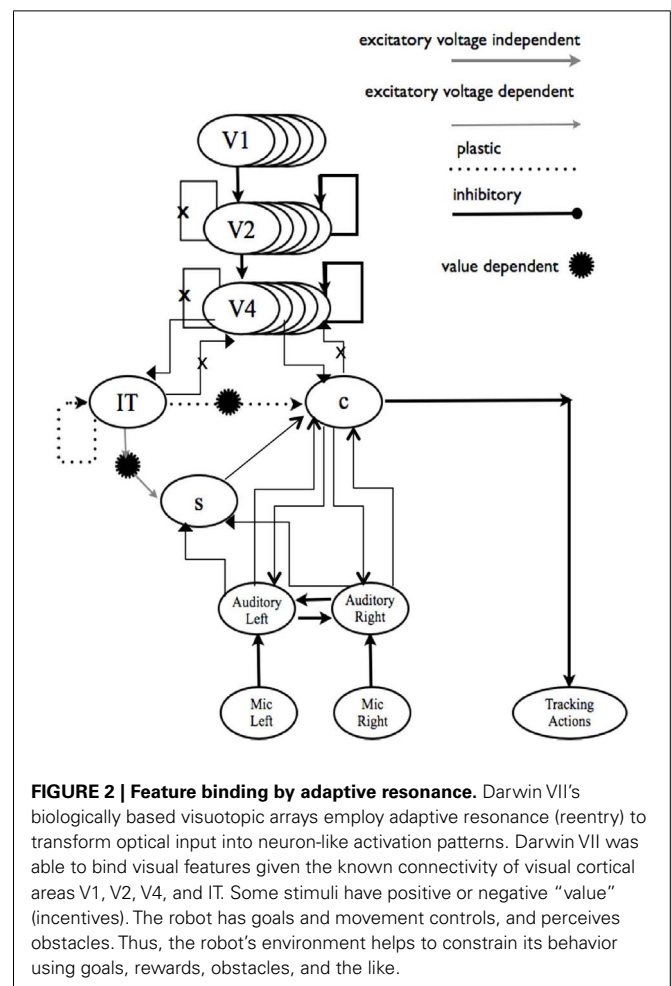 excitatory voltage independent
excitatory voltage dependent
plastic
inhibitory
value dependent
V1
x
V2
x
V4
x
x
IT
c
s
Auditory
Left
Auditory
Right
Mic
Left
Mic
Right
Tracking
Actions
FIGURE 2 | Feature binding by adaptive resonance. Darwin VII's
biologically based visuotopic arrays employ adaptive resonance (reentry) to
transform optical input into neuron-like activation patterns. Darwin VII was
able to bind visual features given the known connectivity of visual cortical
areas V1, V2, V4, and IT. Some stimuli have positive or negative “value”
(incentives). The robot has goals and movement controls, and perceives
obstacles. Thus, the robot's environment helps to constrain its behavior
using goals, rewards, obstacles, and the like.